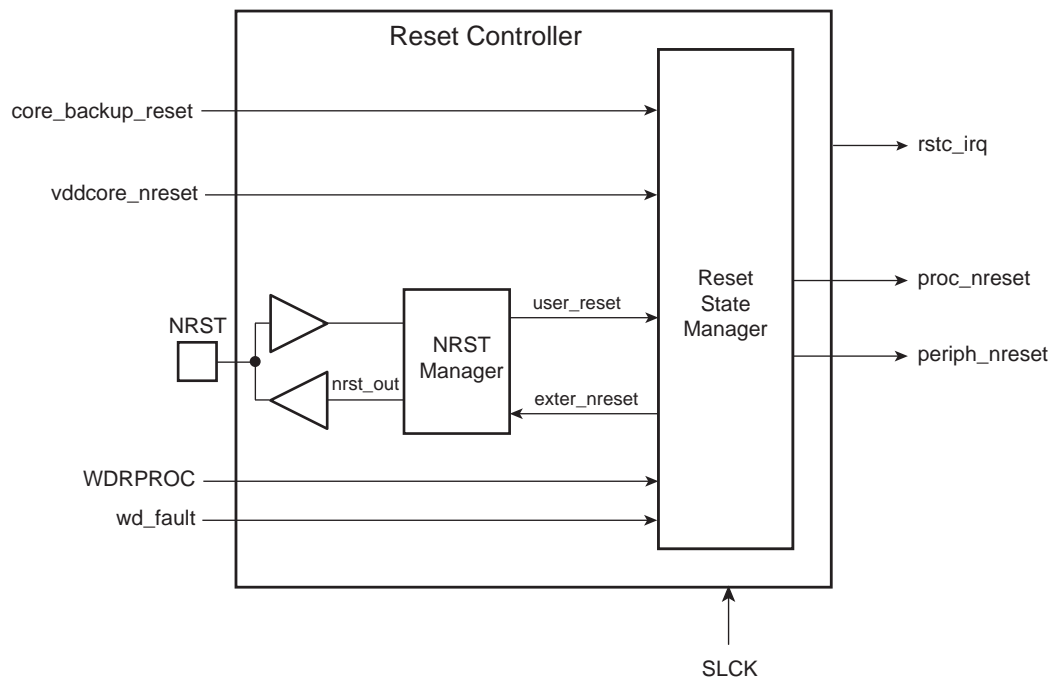 Reset Controller
core_backup_reset
rstc_irq
vddcore_nreset
Reset
State
Manager
proc_nreset
user_reset
NRST
NRST
Manager
periph_nreset
nrst_out
exter_nreset
WDRPROC
wd_fault
SLCK